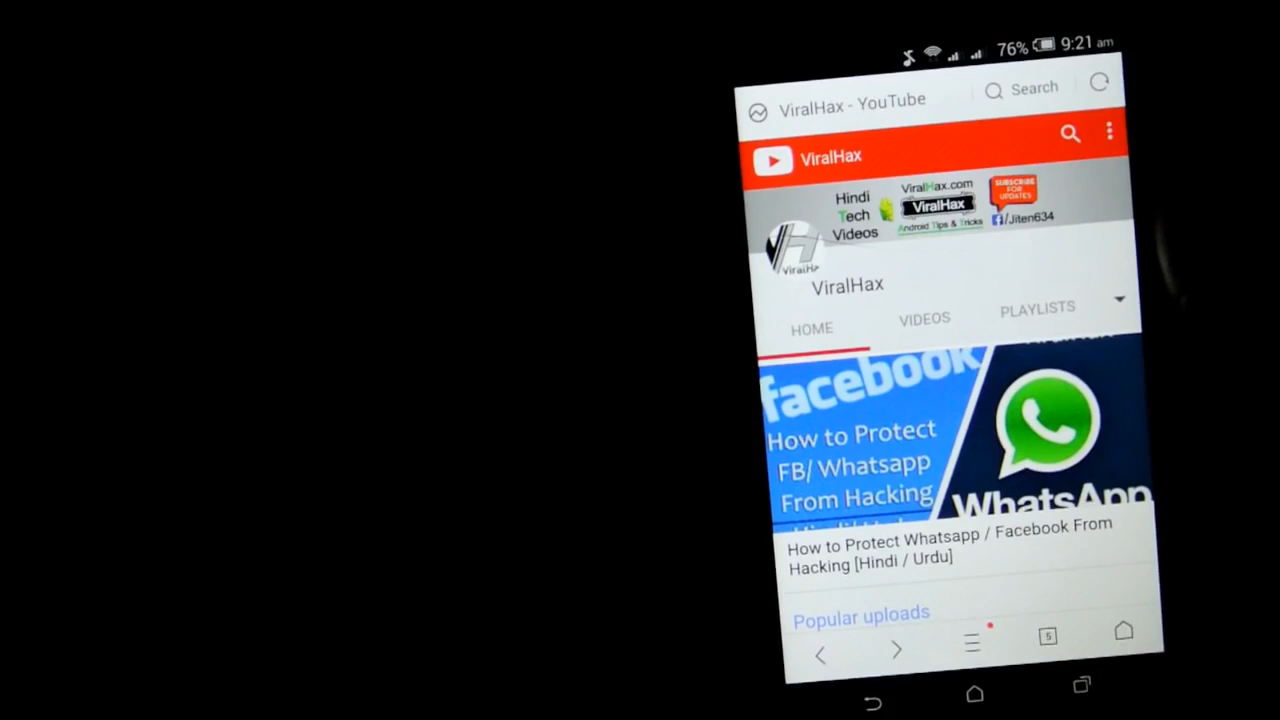 76% 9:21 am
ViralHax - YouTube
Search
ViralHax
Hindi
Tech
Videos
ViralHax.com
ViralHax
Android Tips & Tricks
SUBSCRIBE
FOR
UPDATES
f/Jiten634
ViralHa
ViralHax
HOME
VIDEOS
PLAYLISTS
facebook
How to Protect
FB/ Whatsapp
From Hacking
WhatsApp
How to Protect Whatsapp / Facebook From
Hacking [Hindi / Urdu]
Popular uploads
5